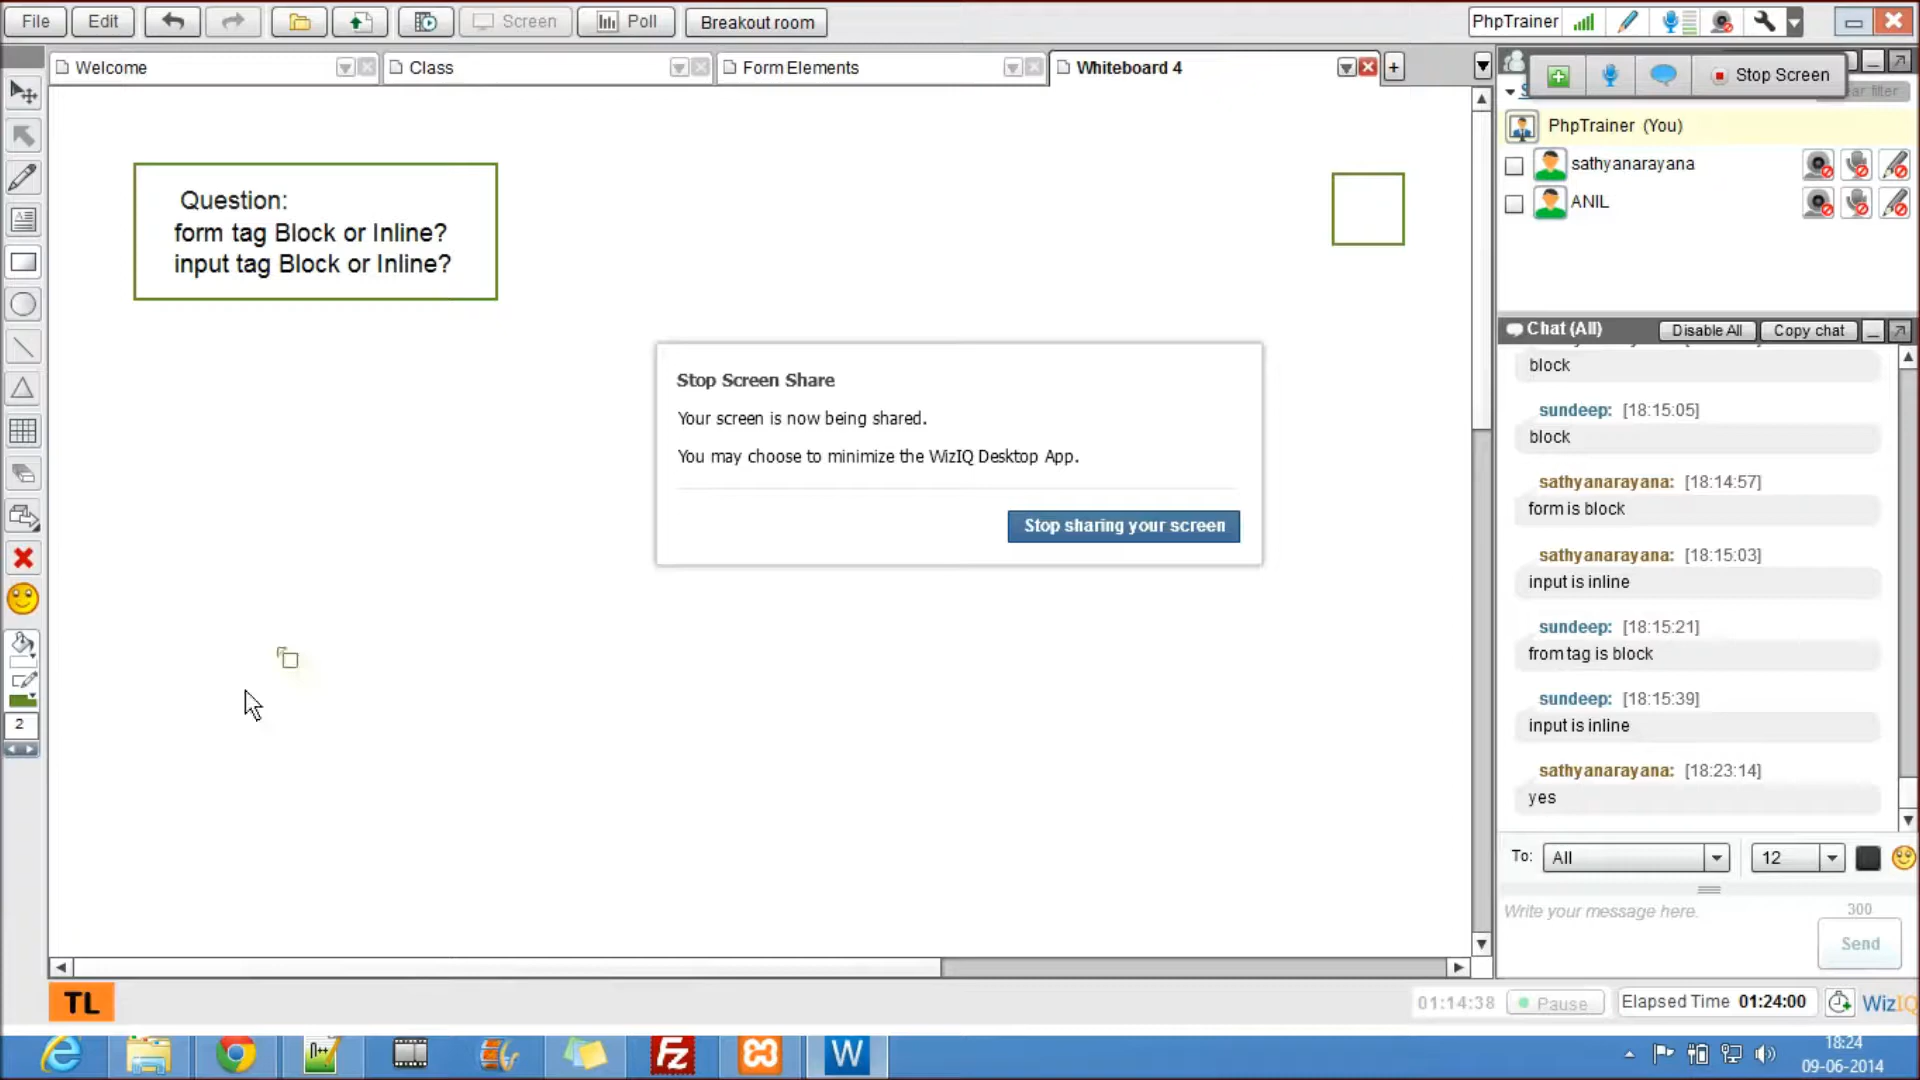 File Edit Screen Poll Breakout room PhpTrainer
Welcome Class Form Elements Whiteboard 4 +
Stop Screen
PhpTrainer (You)
sathyanarayana
ANIL
Question:
form tag Block or Inline?
input tag Block or Inline?
Stop Screen Share
Your screen is now being shared.
You may choose to minimize the WizIQ Desktop App.
Stop sharing your screen
2
Chat (All) Disable All Copy chat
block
sundeep: [18:15:05]
block
sathyanarayana: [18:14:57]
form is block
sathyanarayana: [18:15:03]
input is inline
sundeep: [18:15:21]
from tag is block
sundeep: [18:15:39]
input is inline
sathyanarayana: [18:23:14]
yes
To: All 12
Write your message here. 300
Send
TL 01:14:38 Pause Elapsed Time 01:24:00 WizIQ
18:24
09-06-2014